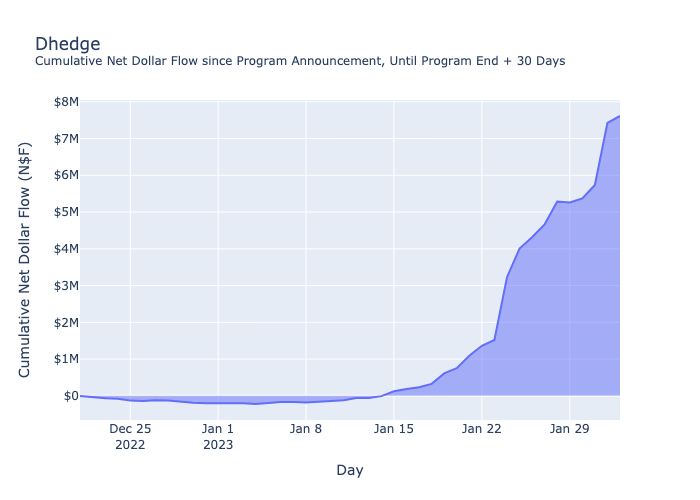 Dhedge
Cumulative Net Dollar Flow since Program Announcement, Until Program End + 30 Days
Cumulative Net Dollar Flow (N$F)
$8M
$7M
$6M
$5M
$4M
$3M
$2M
$1M
$0
Dec 25 Jan 1 Jan 8 Jan 15 Jan 22 Jan 29
2022 2023
Day